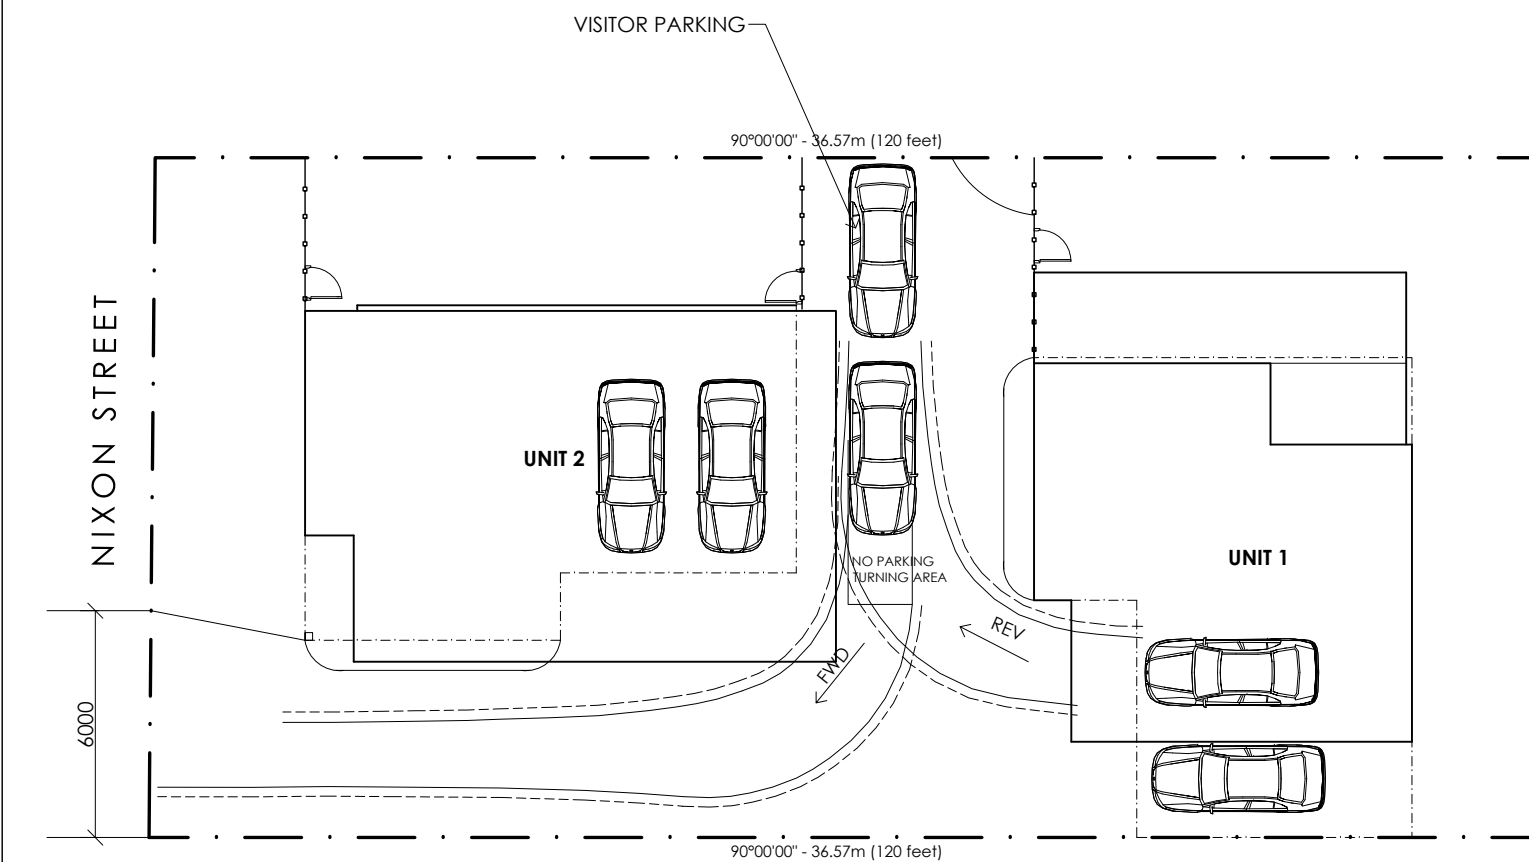 VISITOR PARKING
90°00'00" - 36.57m (120 feet)
NIXON STREET
UNIT 2
UNIT 1
NO PARKING
TURNING AREA
REV
FWD
6000
90°00'00" - 36.57m (120 feet)